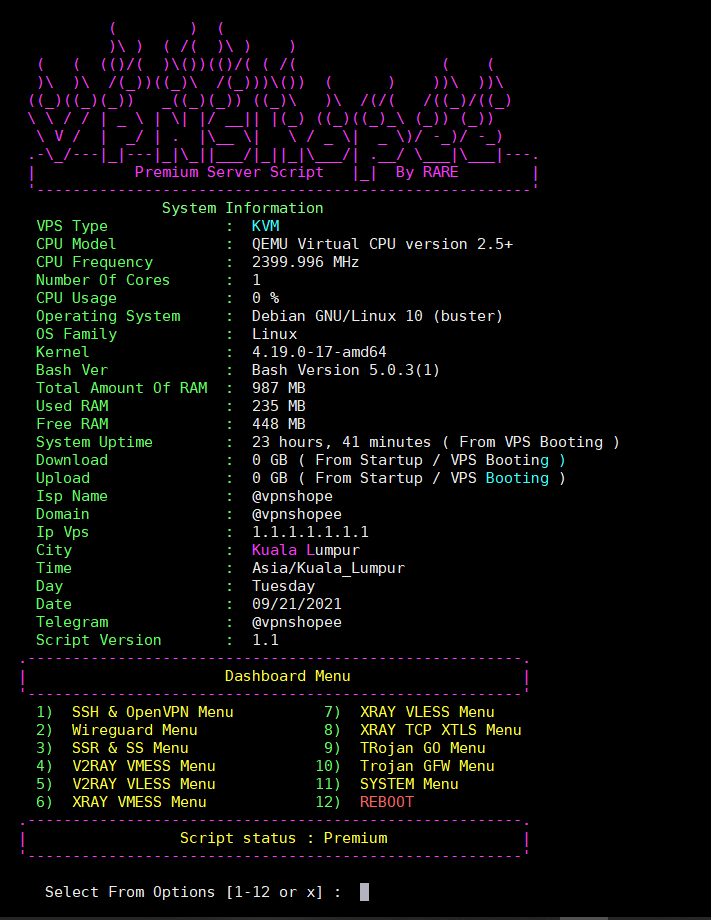 Premium Server Script |_| By RARE
System Information
VPS Type : KVM
CPU Model : QEMU Virtual CPU version 2.5+
CPU Frequency : 2399.996 MHz
Number Of Cores : 1
CPU Usage : 0 %
Operating System : Debian GNU/Linux 10 (buster)
OS Family : Linux
Kernel : 4.19.0-17-amd64
Bash Ver : Bash Version 5.0.3(1)
Total Amount Of RAM : 987 MB
Used RAM : 235 MB
Free RAM : 448 MB
System Uptime : 23 hours, 41 minutes ( From VPS Booting )
Download : 0 GB ( From Startup / VPS Booting )
Upload : 0 GB ( From Startup / VPS Booting )
Isp Name : @vpnshope
Domain : @vpnshopee
Ip Vps : 1.1.1.1.1.1.1
City : Kuala Lumpur
Time : Asia/Kuala_Lumpur
Day : Tuesday
Date : 09/21/2021
Telegram : @vpnshopee
Script Version : 1.1
Dashboard Menu
1) SSH & OpenVPN Menu 7) XRAY VLESS Menu
2) Wireguard Menu 8) XRAY TCP XTLS Menu
3) SSR & SS Menu 9) TRojan GO Menu
4) V2RAY VMESS Menu 10) Trojan GFW Menu
5) V2RAY VLESS Menu 11) SYSTEM Menu
6) XRAY VMESS Menu 12) REBOOT
Script status : Premium
Select From Options [1-12 or x] :